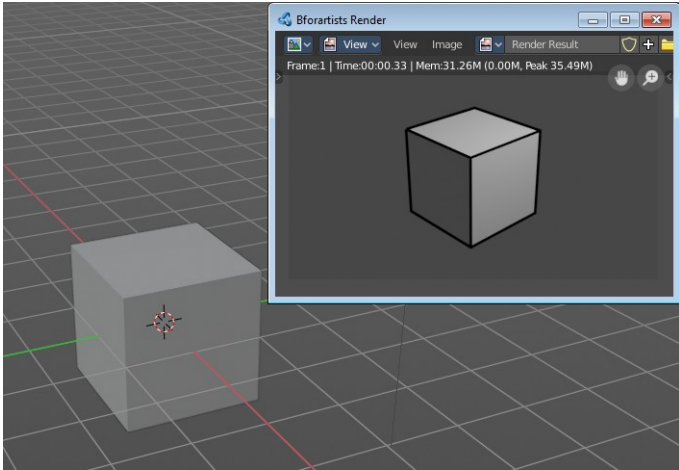 Bforartists Render
View View Image Render Result
Frame:1 | Time:00:00.33 | Mem:31.26M (0.00M, Peak 35.49M)